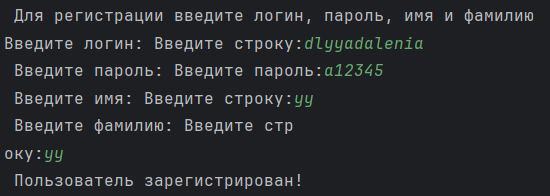 Для регистрации введите логин, пароль, имя и фамилию
Введите логин: Введите строку:dlyyadalenia
Введите пароль: Введите пароль:a12345
Введите имя: Введите строку:yy
Введите фамилию: Введите стр
оку:yy
Пользователь зарегистрирован!